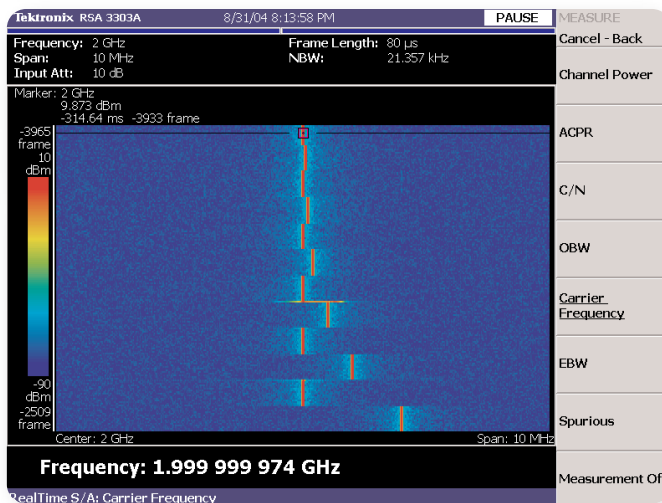 Tektronix RSA 3303A 8/31/04 8:13:58 PM PAUSE
Frequency: 2 GHz Frame Length: 80 µs
Span: 10 MHz NBW: 21.357 kHz
Input Att: 10 dB
Marker: 2 GHz
9.873 dBm
-314.64 ms -3933 frame
-3965
frame
10
dBm
-90
dBm
-2509
frame
Center: 2 GHz Span: 10 MHz
Frequency: 1.999 999 974 GHz
RealTime S/A: Carrier Frequency
MEASURE
Cancel - Back
Channel Power
ACPR
C/N
OBW
Carrier
Frequency
EBW
Spurious
Measurement Of